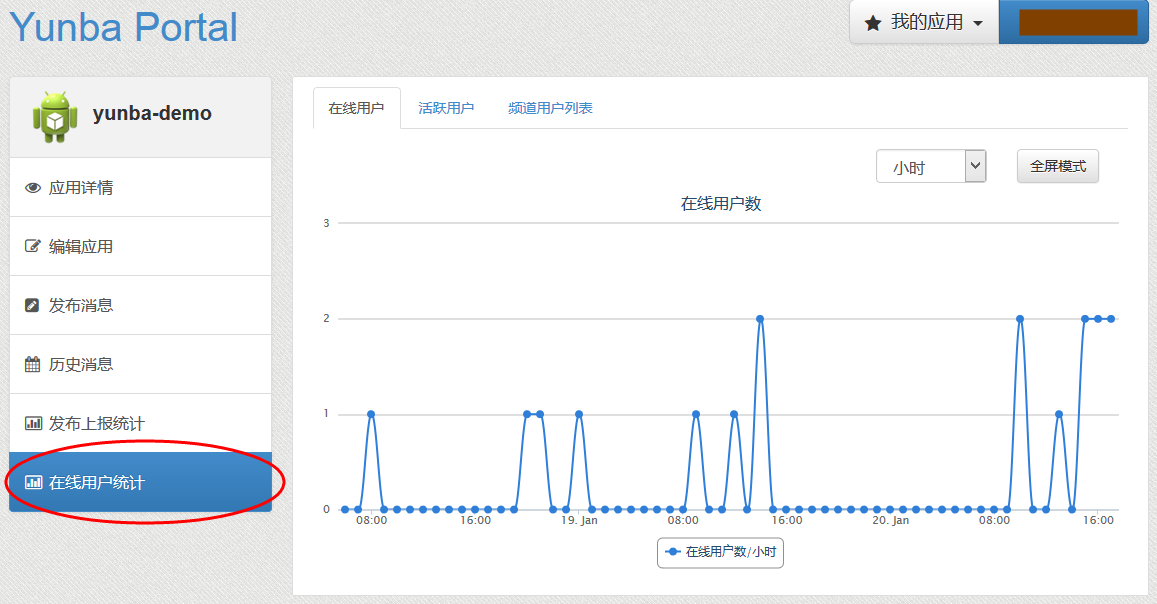 Yunba Portal
我的应用
yunba-demo
应用详情
编辑应用
发布消息
历史消息
发布上报统计
在线用户统计
在线用户 活跃用户 频道用户列表
小时 全屏模式
在线用户数
3
2
1
0
08:00 16:00 19. Jan 08:00 16:00 20. Jan 08:00 16:00
在线用户数/小时